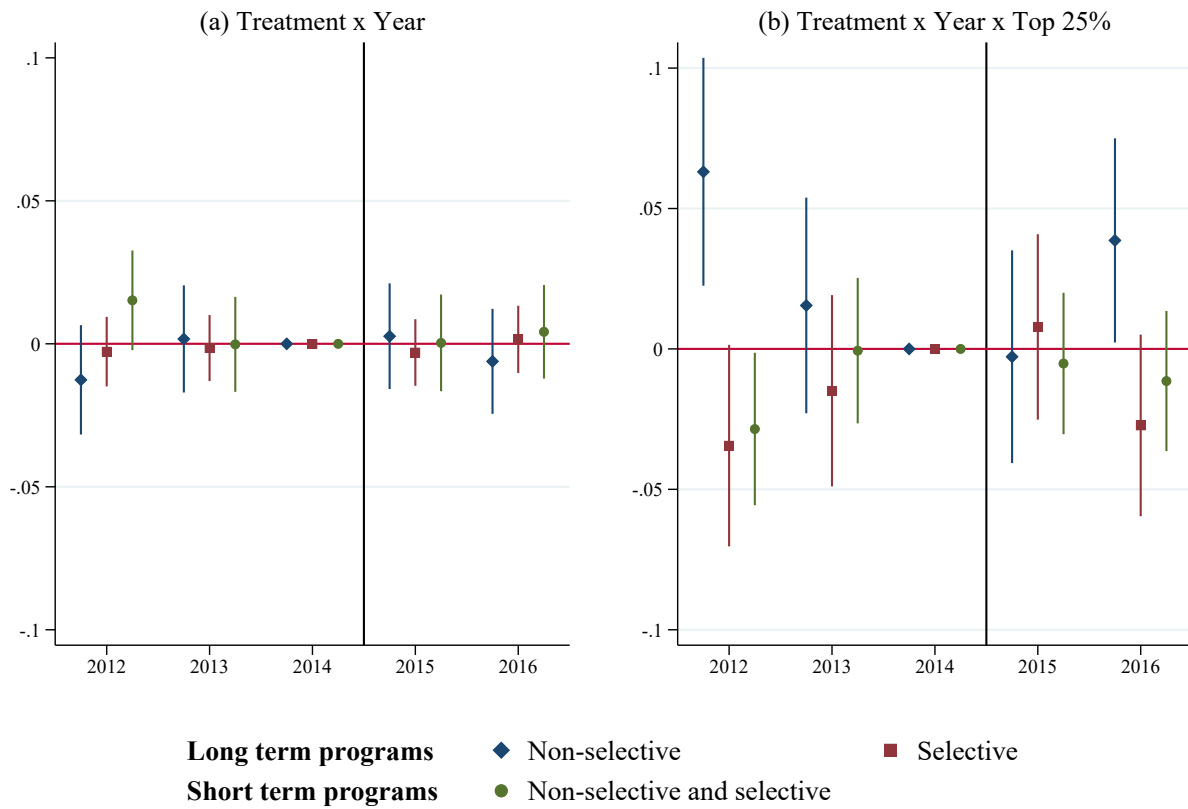 (a) Treatment x Year
.1
.05
0
-.05
-.1
2012 2013 2014 2015 2016
(b) Treatment x Year x Top 25%
.1
.05
0
-.05
-.1
2012 2013 2014 2015 2016
Long term programs Non-selective Selective
Short term programs Non-selective and selective